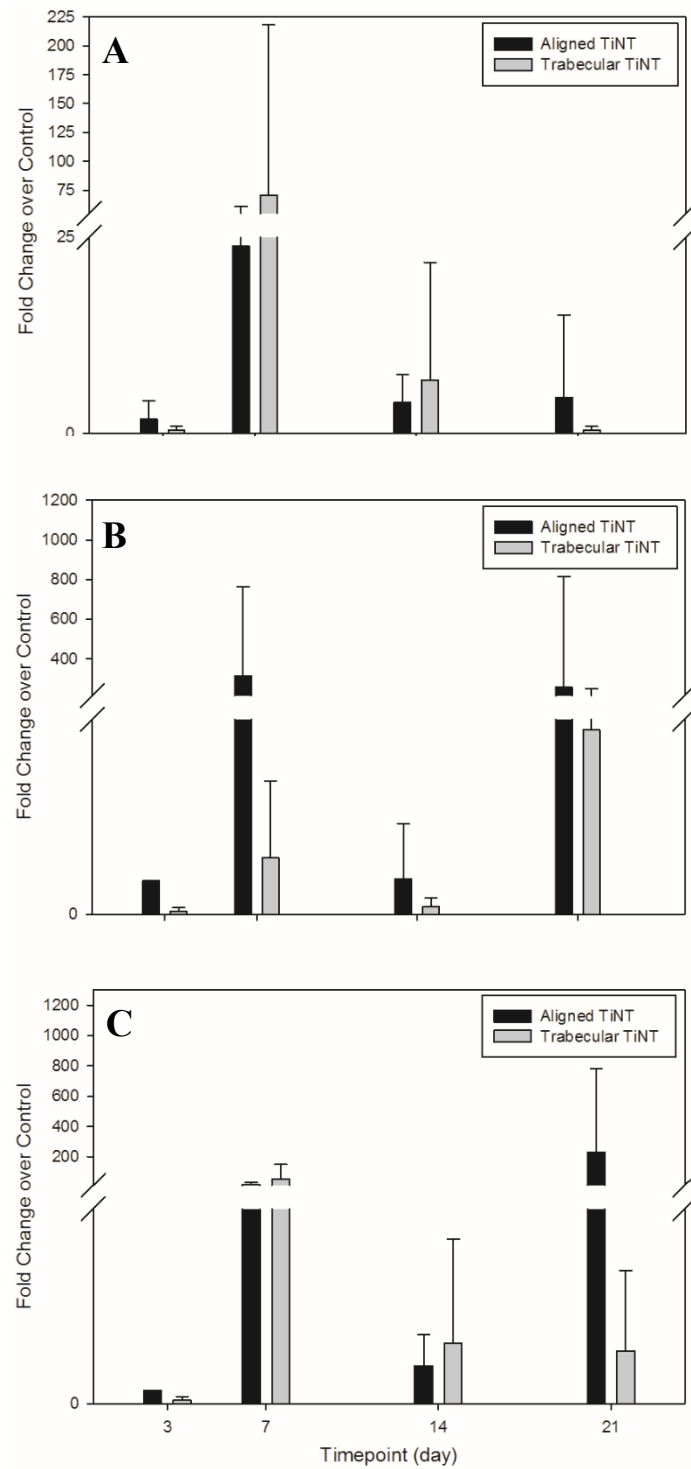 225
A
Aligned TiNT
200
Trabecular TiNT
175
150
125
100
75
25
0
Fold Change over Control
1200
B
Aligned TiNT
1000
Trabecular TiNT
800
600
400
0
Fold Change over Control
1200
C
Aligned TiNT
1000
Trabecular TiNT
800
600
400
200
0
Fold Change over Control
3 7 14 21
Timepoint (day)